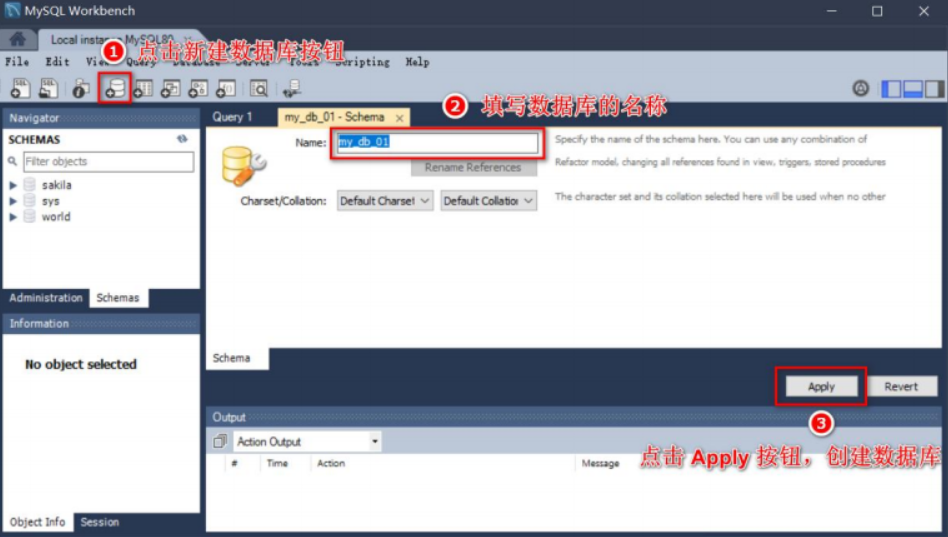 MySQL Workbench
Local instance MySQL80
1 点击新建数据库按钮
File Edit View Query Database Server Tools Scripting Help
Navigator
SCHEMAS
Filter objects
sakila
sys
world
Administration Schemas
Information
No object selected
Object Info Session
Query 1 my_db_01 - Schema
2 填写数据库的名称
Name: my_db_01
Specify the name of the schema here. You can use any combination of
Rename References
Refactor model, changing all references found in view, triggers, stored procedures
Charset/Collation: Default Charset Default Collation
The character set and its collation selected here will be used when no other
Schema
Apply Revert
3
点击 Apply 按钮，创建数据库
Output
Action Output
# Time Action Message